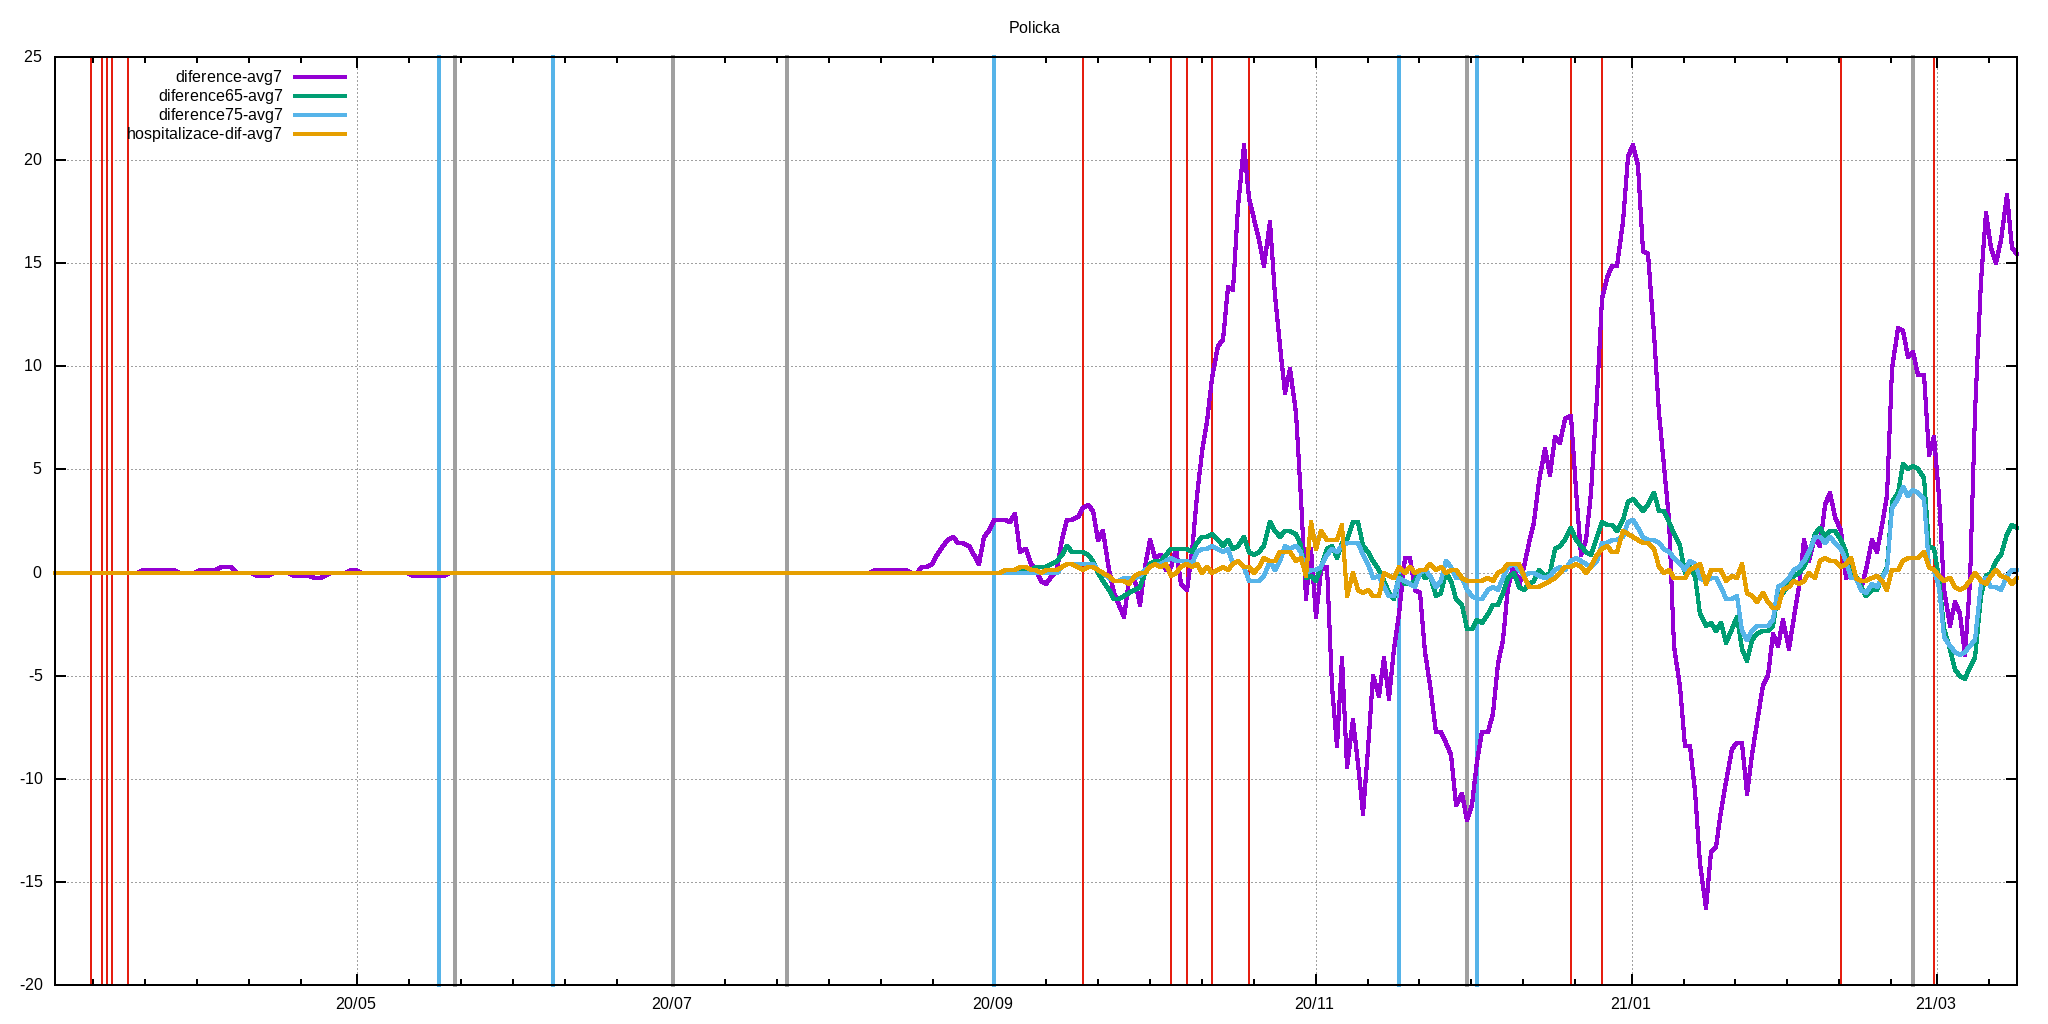 Policka
25
20
15
10
5
0
-5
-10
-15
-20
diference-avg7
diference65-avg7
diference75-avg7
hospitalizace-dif-avg7
20/05 20/07 20/09 20/11 21/01 21/03